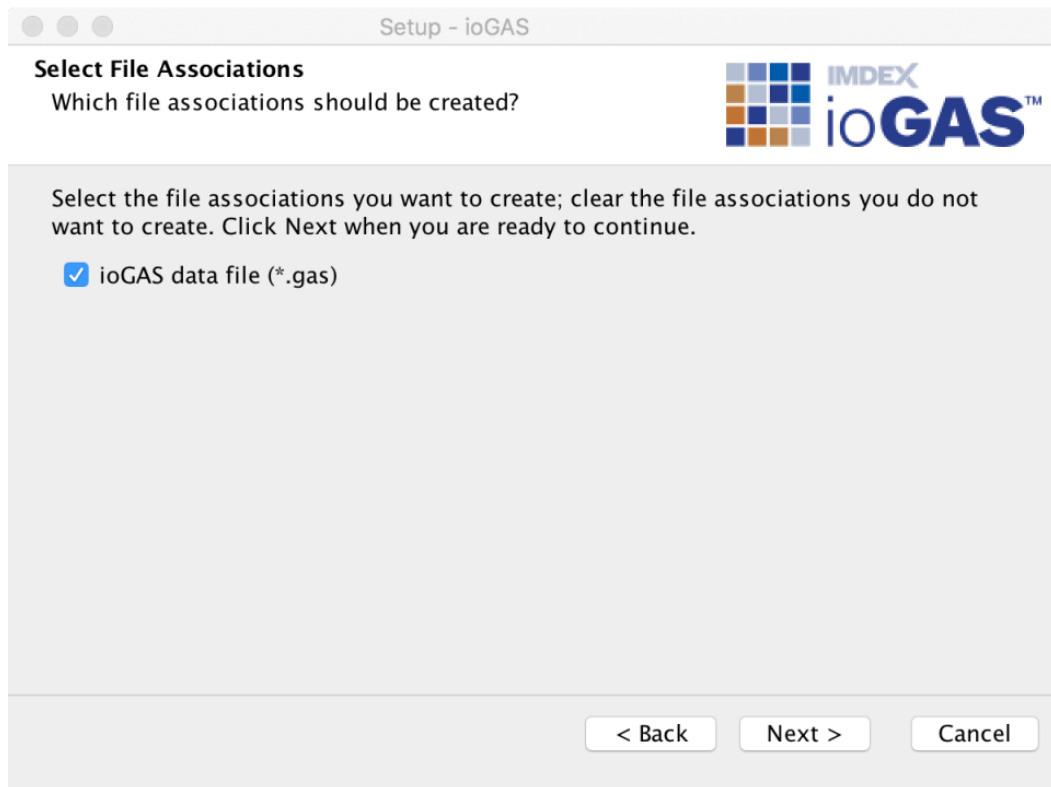 Setup - ioGAS
Select File Associations
Which file associations should be created?
IMDEX
ioGAS™
Select the file associations you want to create; clear the file associations you do not
want to create. Click Next when you are ready to continue.
ioGAS data file (*.gas)
< Back
Next >
Cancel